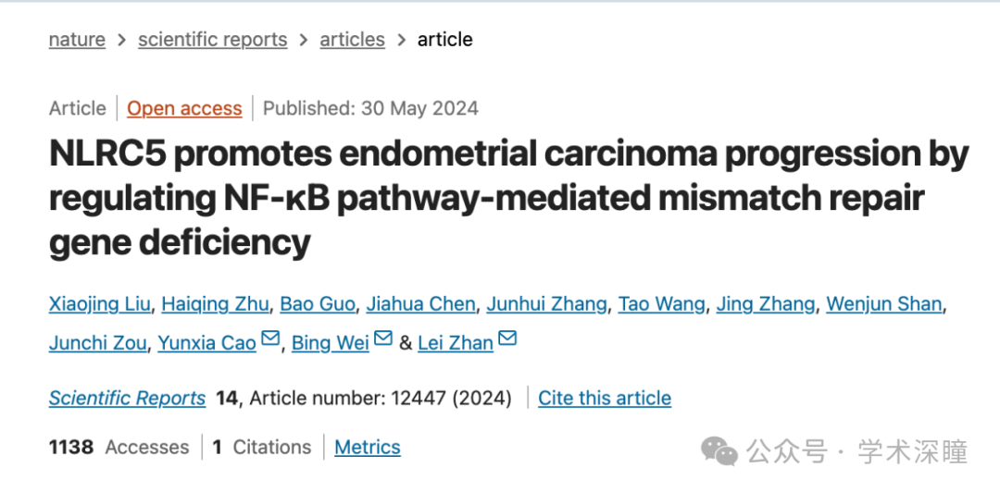 nature > scientific reports > articles > article
Article | Open access | Published: 30 May 2024
NLRC5 promotes endometrial carcinoma progression by
regulating NF-κB pathway-mediated mismatch repair
gene deficiency
Xiaojing Liu, Haiqing Zhu, Bao Guo, Jiahua Chen, Junhui Zhang, Tao Wang, Jing Zhang, Wenjun Shan,
Junchi Zou, Yunxia Cao, Bing Wei & Lei Zhan
Scientific Reports 14, Article number: 12447 (2024) | Cite this article
1138 Accesses | 1 Citations | Metrics
公众号 · 学术深瞳